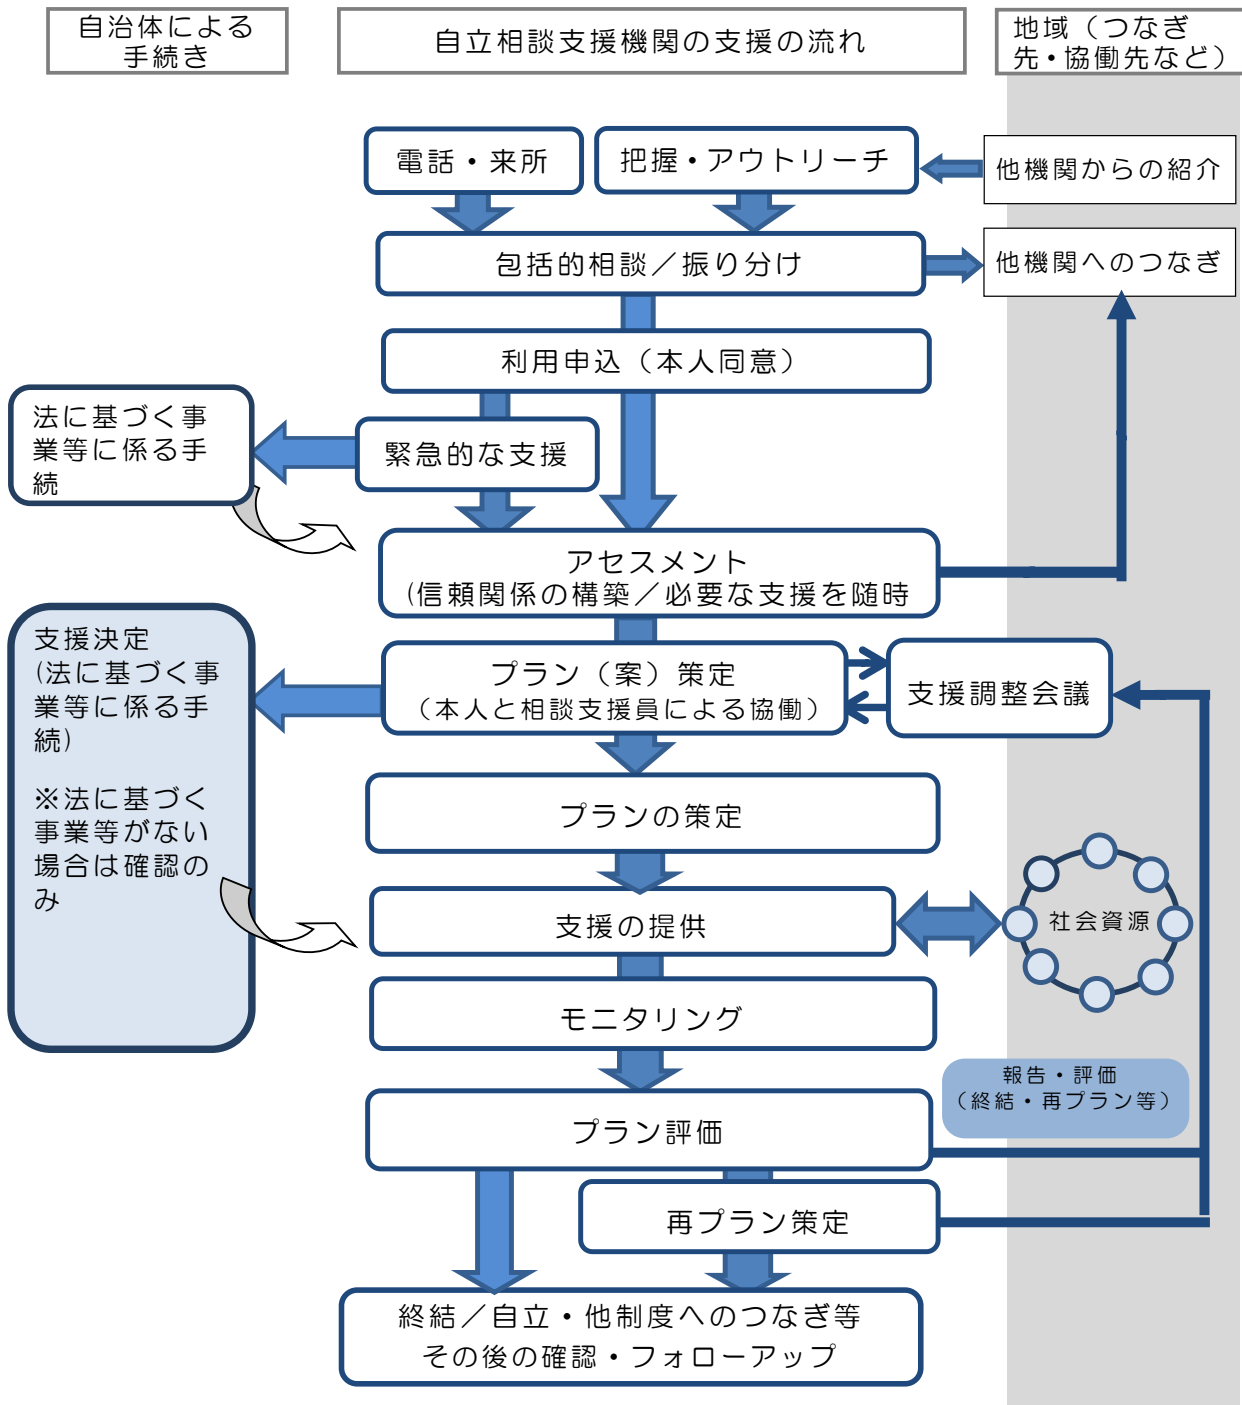 自治体による
手続き
自立相談支援機関の支援の流れ
地域（つなぎ
先・協働先など）
電話・来所
把握・アウトリーチ
他機関からの紹介
包括的相談／振り分け
他機関へのつなぎ
利用申込（本人同意）
法に基づく事
業等に係る手
続
緊急的な支援
アセスメント
(信頼関係の構築／必要な支援を随時
支援決定
(法に基づく事
業等に係る手
続)
※法に基づく
事業等がない
場合は確認の
み
プラン（案）策定
（本人と相談支援員による協働）
支援調整会議
プランの策定
支援の提供
社会資源
モニタリング
報告・評価
（終結・再プラン等）
プラン評価
再プラン策定
終結／自立・他制度へのつなぎ等
その後の確認・フォローアップ